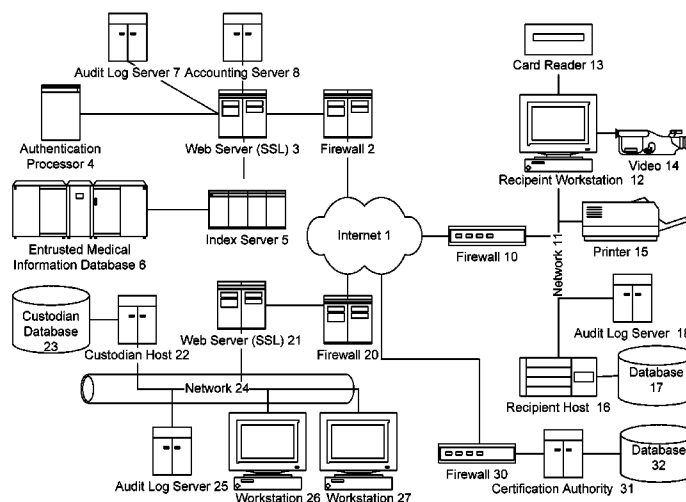 Audit Log Server 7
Accounting Server 8
Card Reader 13
Authentication
Processor 4
Web Server (SSL) 3
Firewall 2
Recipeint Workstation
12
Video 14
Entrusted Medical
Information Database 6
Index Server 5
Internet 1
Firewall 10
Network 11
Printer 15
Custodian
Database
23
Custodian Host 22
Web Server (SSL) 21
Firewall 20
Audit Log Server 18
Network 24
Recipient Host 16
Database
17
Audit Log Server 25
Workstation 26
Workstation 27
Firewall 30
Certification Authority 31
Database
32